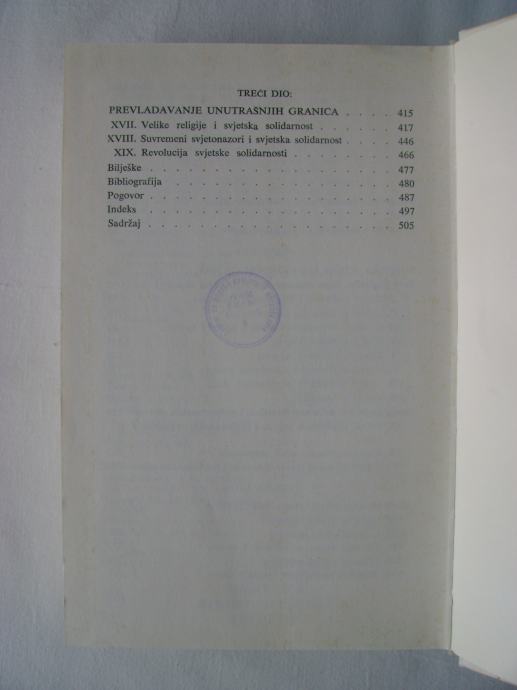 TREĆI DIO:
PREVLADAVANJE UNUTRAŠNJIH GRANICA . . . . 415
XVII. Velike religije i svjetska solidarnost . . . . . . 417
XVIII. Suvremeni svjetonazori i svjetska solidarnost . . . . 446
XIX. Revolucija svjetske solidarnosti . . . . . . . . 466
Bilješke . . . . . . . . . . . . . . . . . 477
Bibliografija . . . . . . . . . . . . . . . . 480
Pogovor . . . . . . . . . . . . . . . . . 487
Indeks . . . . . . . . . . . . . . . . . 497
Sadržaj . . . . . . . . . . . . . . . . . 505